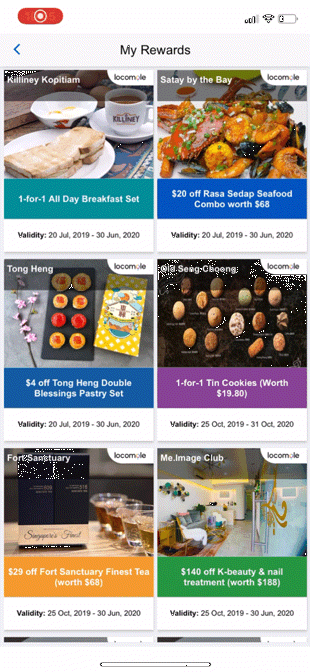 My Rewards
Killiney Kopitiam
locomole
KILLINEY
1-for-1 All Day Breakfast Set
Validity: 20 Jul, 2019 - 30 Jun, 2020
Satay by the Bay
locomole
$20 off Rasa Sedap Seafood
Combo worth $68
Validity: 20 Jul, 2019 - 30 Jun, 2020
Tong Heng
locomole
$4 off Tong Heng Double
Blessings Pastry Set
Validity: 20 Jul, 2019 - 30 Jun, 2020
Old Seng Choong
locomole
1-for-1 Tin Cookies (Worth
$19.80)
Validity: 25 Oct, 2019 - 31 Oct, 2020
Fort Sanctuary
locomole
Singapore's Finest
$29 off Fort Sanctuary Finest Tea
(worth $68)
Validity: 25 Oct, 2019 - 30 Jun, 2020
Me.Image Club
locomole
$140 off K-beauty & nail
treatment (worth $188)
Validity: 25 Oct, 2019 - 30 Jun, 2020